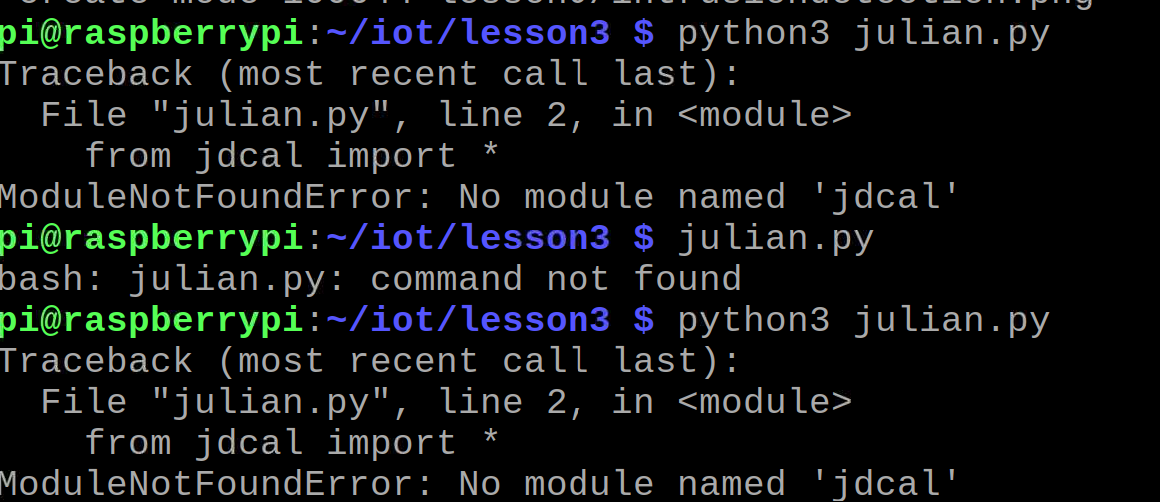 pi@raspberrypi:~/iot/lesson3 $ python3 julian.py
Traceback (most recent call last):
  File "julian.py", line 2, in <module>
    from jdcal import *
ModuleNotFoundError: No module named 'jdcal'
pi@raspberrypi:~/iot/lesson3 $ julian.py
bash: julian.py: command not found
pi@raspberrypi:~/iot/lesson3 $ python3 julian.py
Traceback (most recent call last):
  File "julian.py", line 2, in <module>
    from jdcal import *
ModuleNotFoundError: No module named 'jdcal'